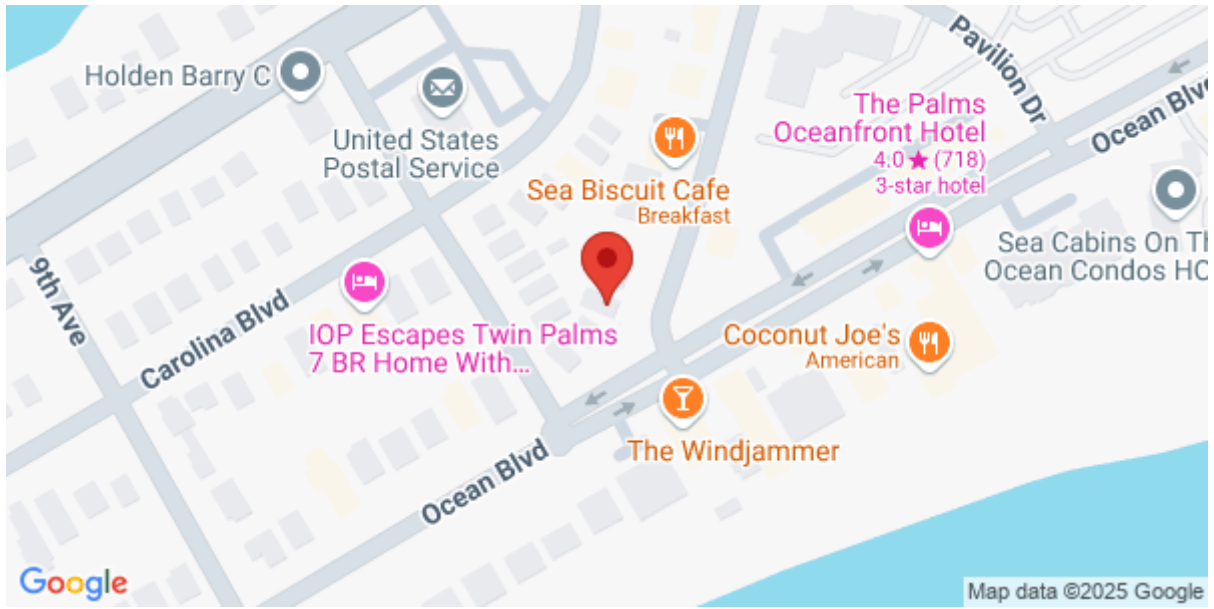 Holden Barry C
United States
Postal Service
Pavilion Dr
The Palms
Oceanfront Hotel
4.0★(718)
3-star hotel
Ocean Blvd
Sea Biscuit Cafe
Breakfast
Sea Cabins On Th
Ocean Condos HO
9th Ave
Carolina Blvd
IOP Escapes Twin Palms
7 BR Home With...
Coconut Joe's
American
The Windjammer
Ocean Blvd
Google
Map data ©2025 Google